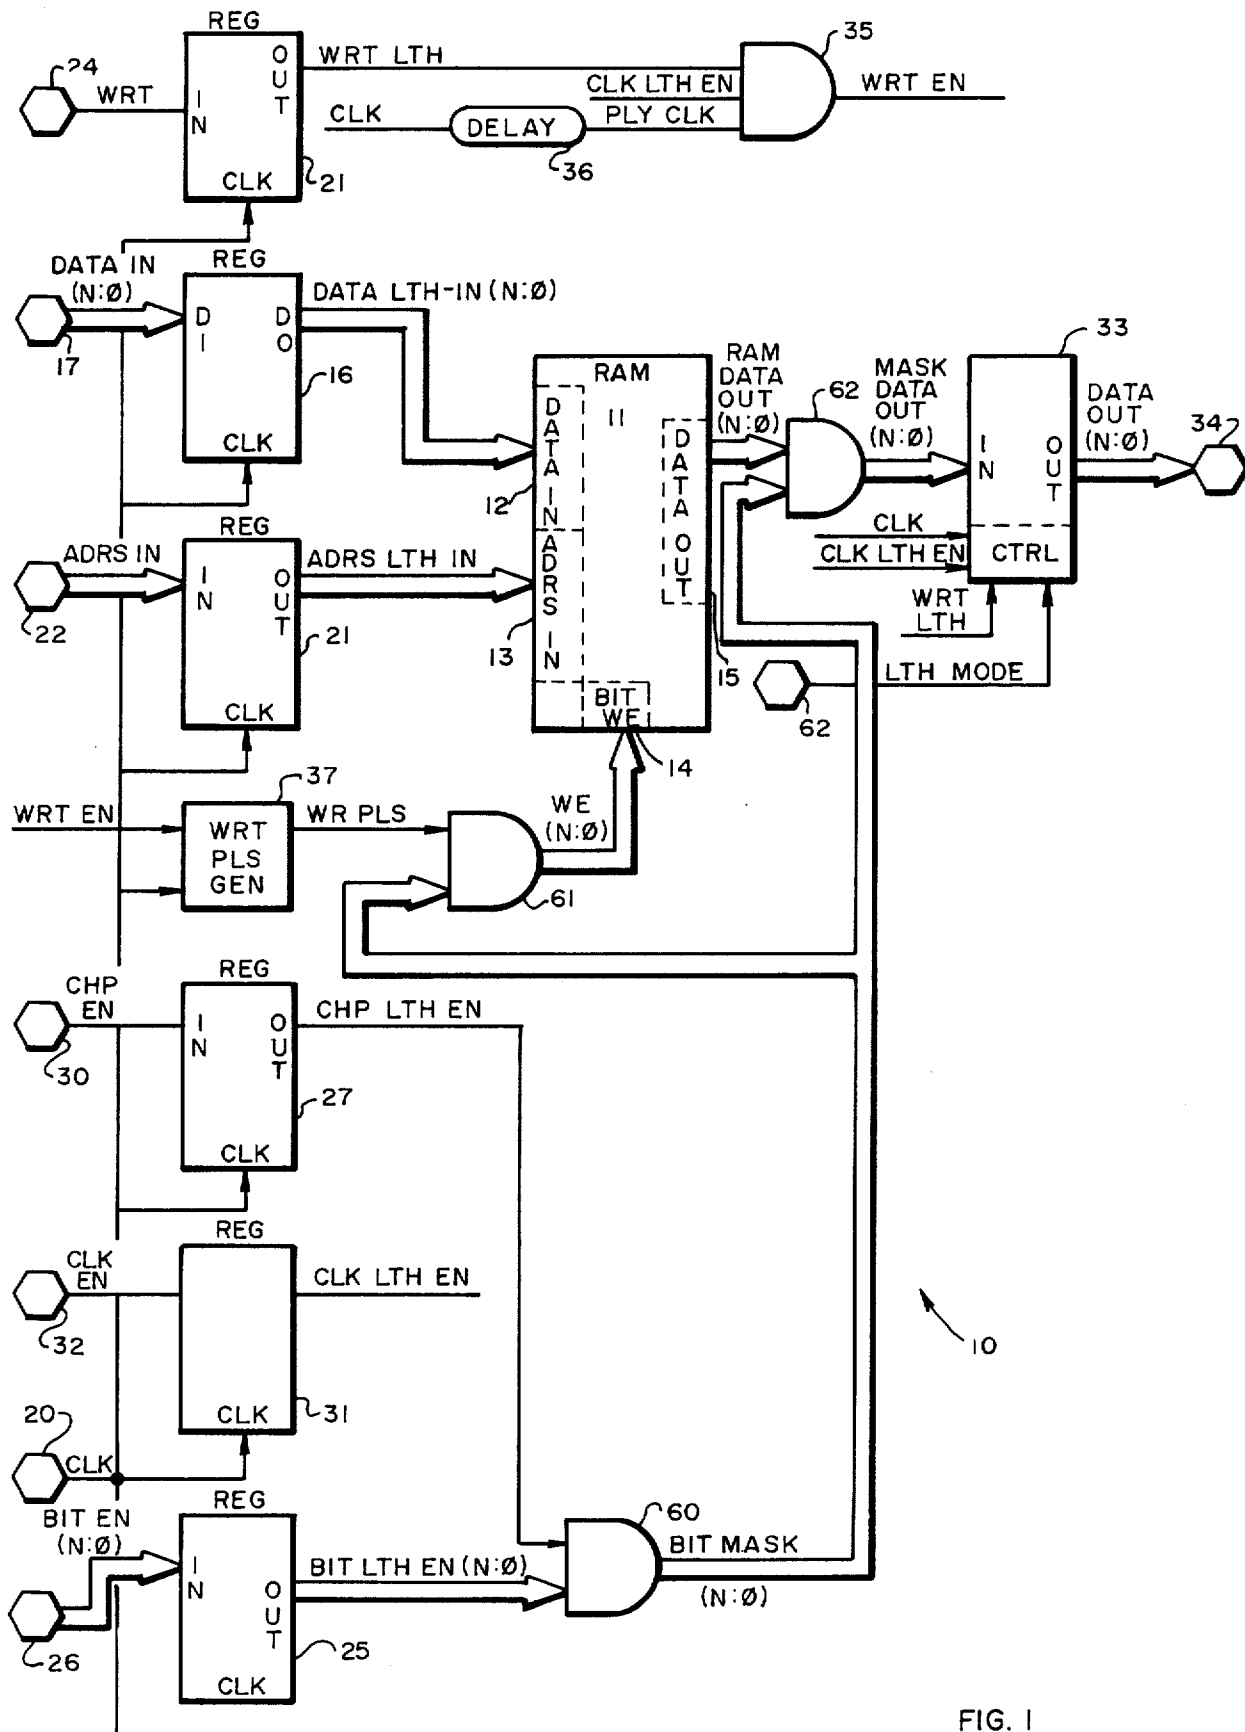 REG
24
WRT
IN
OUT
CLK
21
WRT LTH
CLK LTH EN
CLK
DELAY
36
PLY CLK
35
WRT EN
DATA IN
(N:Ø)
17
REG
DI
DO
CLK
16
DATA LTH-IN (N:Ø)
ADRS IN
22
REG
IN
OUT
CLK
21
ADRS LTH IN
RAM
11
DATA IN
12
ADRS IN
13
BIT
WE
14
DATA OUT
15
RAM
DATA
OUT
(N:Ø)
62
MASK
DATA
OUT
(N:Ø)
33
IN
OUT
CTRL
DATA
OUT
(N:Ø)
34
CLK
CLK LTH EN
WRT
LTH
LTH MODE
62
WRT EN
37
WRT
PLS
GEN
WR PLS
61
WE
(N:Ø)
CHP
EN
30
REG
IN
OUT
CLK
27
CHP LTH EN
CLK
EN
32
REG
CLK
31
CLK LTH EN
20
CLK
10
BIT EN
(N:Ø)
26
REG
IN
OUT
CLK
25
BIT LTH EN (N:Ø)
60
BIT MASK
(N:Ø)
FIG. 1